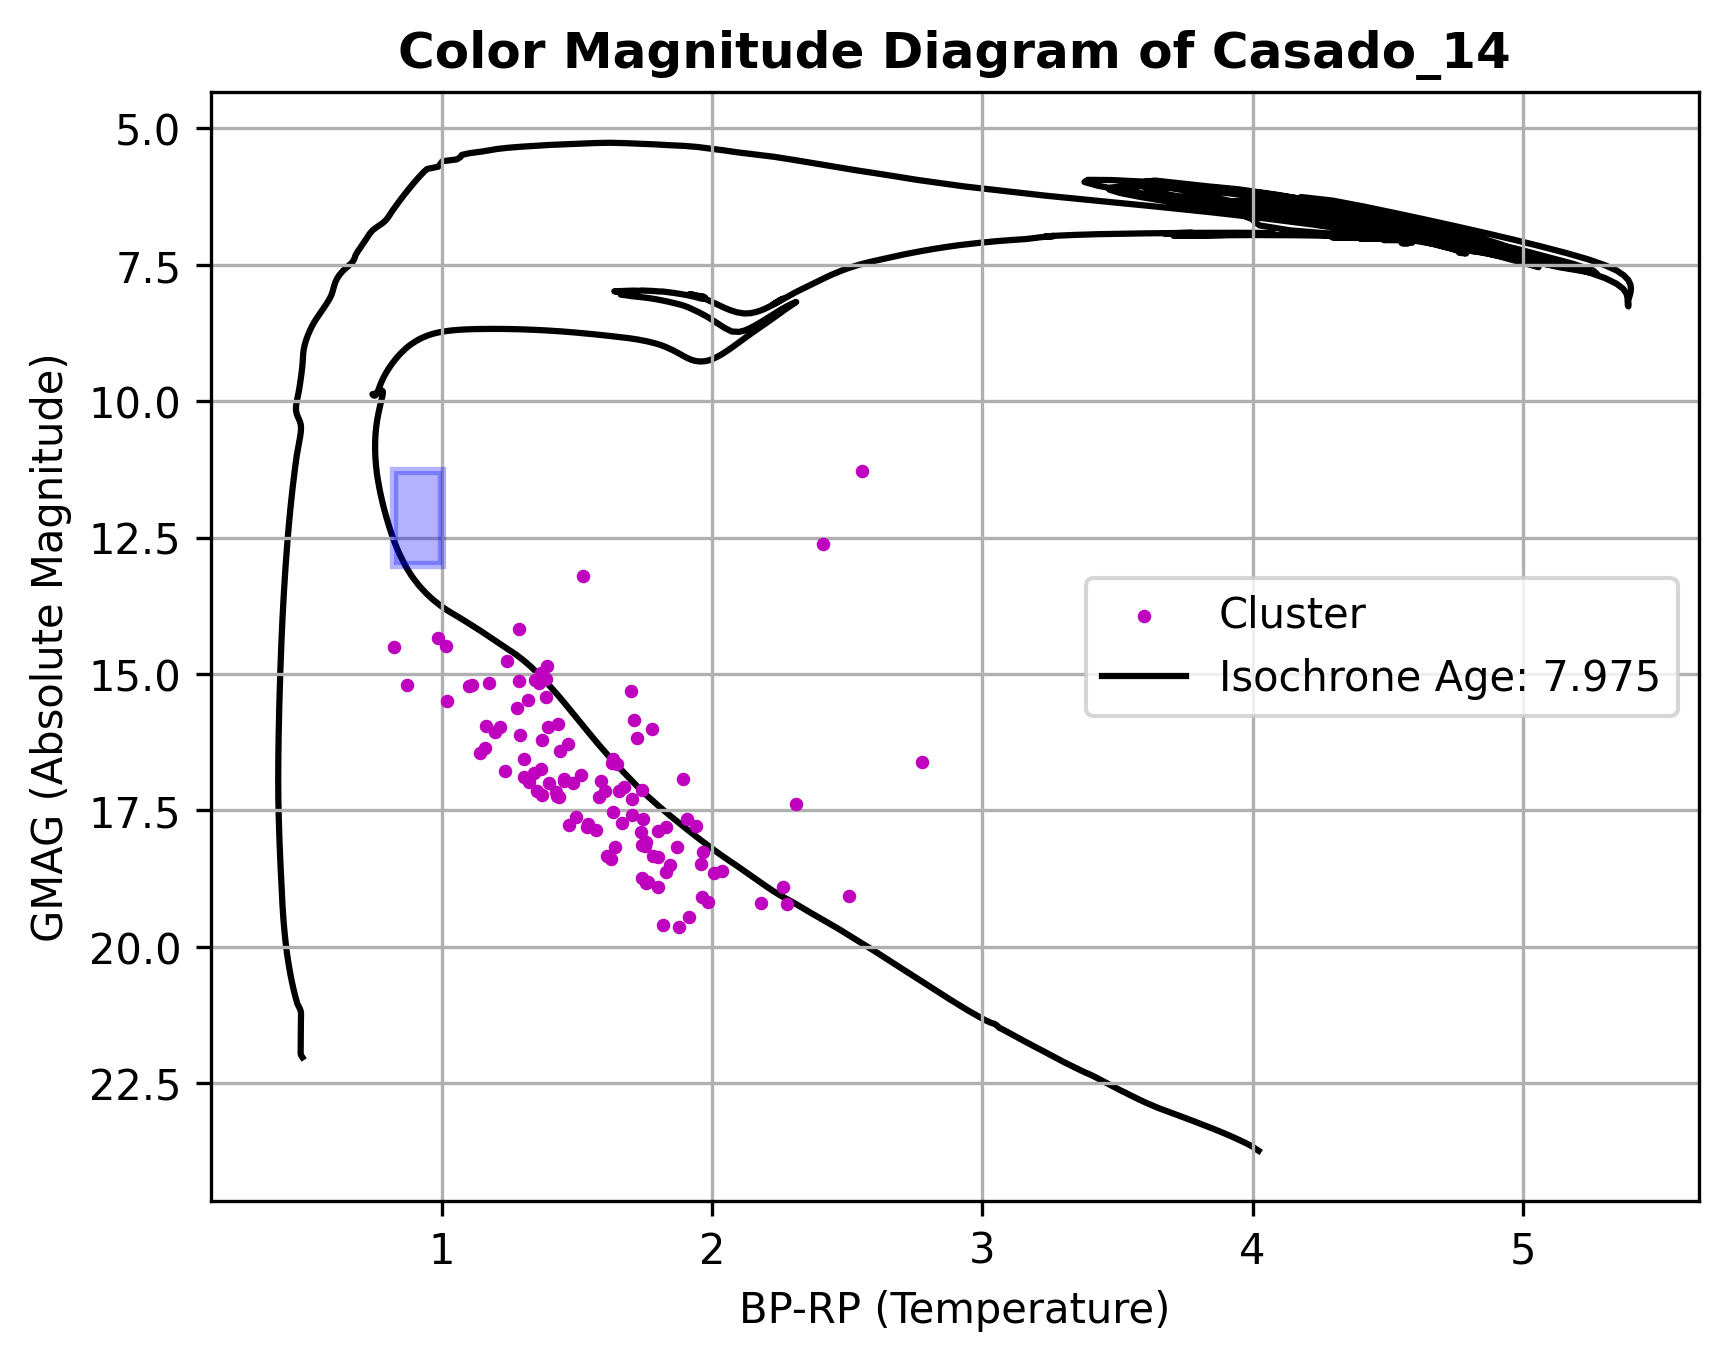 Color Magnitude Diagram of Casado_14
GMAG (Absolute Magnitude)
5.0
7.5
10.0
12.5
15.0
17.5
20.0
22.5
Cluster
Isochrone Age: 7.975
1 2 3 4 5
BP-RP (Temperature)